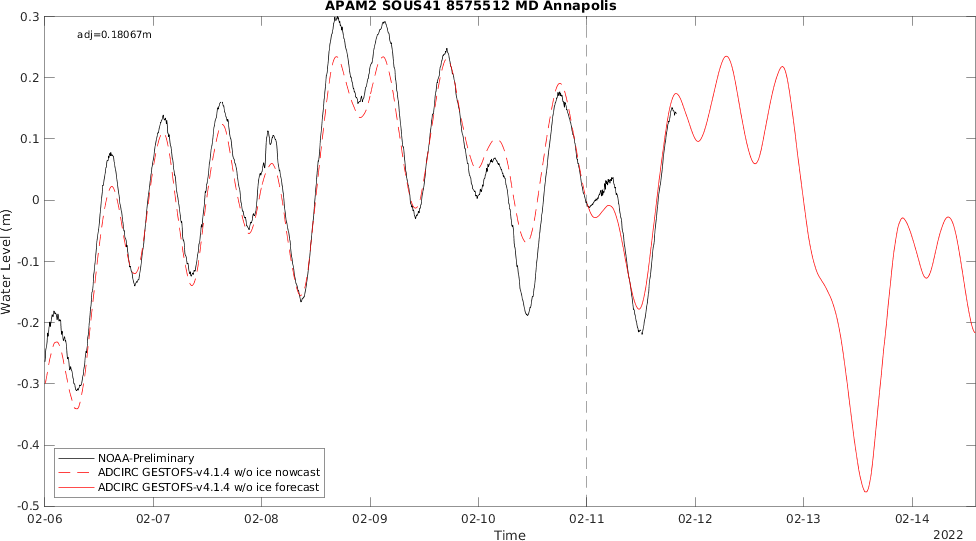 APAM2 SOUS41 8575512 MD Annapolis
adj=0.18067m
0.3
0.2
0.1
0
-0.1
-0.2
-0.3
-0.4
-0.5
Water Level (m)
NOAA-Preliminary
ADCIRC GESTOFS-v4.1.4 w/o ice nowcast
ADCIRC GESTOFS-v4.1.4 w/o ice forecast
02-06 02-07 02-08 02-09 02-10 02-11 02-12 02-13 02-14
Time
2022